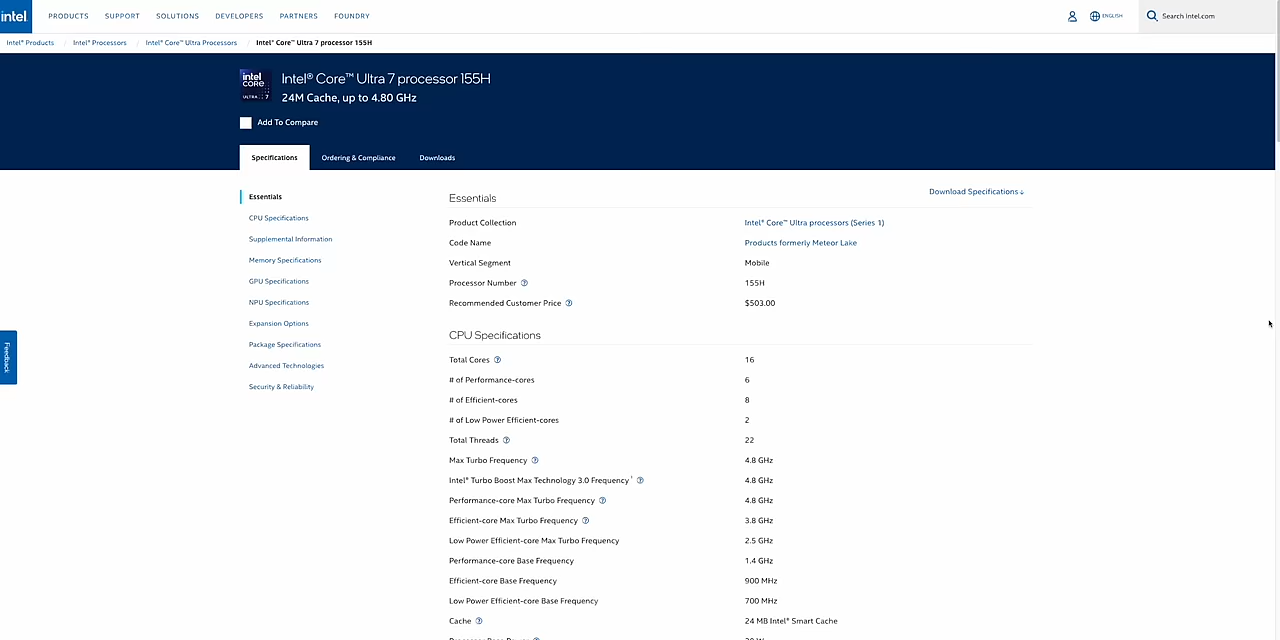 intel
PRODUCTS SUPPORT SOLUTIONS DEVELOPERS PARTNERS FOUNDRY
ENGLISH
Search Intel.com
Intel® Products / Intel® Processors / Intel® Core™ Ultra Processors / Intel® Core™ Ultra 7 processor 155H
intel
CORE
ULTRA 7
Intel® Core™ Ultra 7 processor 155H
24M Cache, up to 4.80 GHz
Add To Compare
Specifications Ordering & Compliance Downloads
Essentials
CPU Specifications
Supplemental Information
Memory Specifications
GPU Specifications
NPU Specifications
Expansion Options
Package Specifications
Advanced Technologies
Security & Reliability
Feedback
Essentials
Download Specifications↓
Product Collection Intel® Core™ Ultra processors (Series 1)
Code Name Products formerly Meteor Lake
Vertical Segment Mobile
Processor Number ? 155H
Recommended Customer Price ? $503.00
CPU Specifications
Total Cores ? 16
# of Performance-cores 6
# of Efficient-cores 8
# of Low Power Efficient-cores 2
Total Threads ? 22
Max Turbo Frequency ? 4.8 GHz
Intel® Turbo Boost Max Technology 3.0 Frequency ‡ ? 4.8 GHz
Performance-core Max Turbo Frequency ? 4.8 GHz
Efficient-core Max Turbo Frequency ? 3.8 GHz
Low Power Efficient-core Max Turbo Frequency 2.5 GHz
Performance-core Base Frequency 1.4 GHz
Efficient-core Base Frequency 900 MHz
Low Power Efficient-core Base Frequency 700 MHz
Cache ? 24 MB Intel® Smart Cache